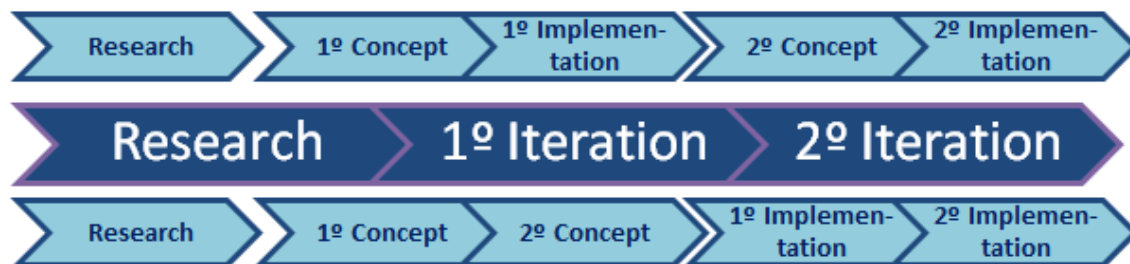 Research
1º Concept
1º Implemen-
tation
2º Concept
2º Implemen-
tation
Research
1º Iteration
2º Iteration
Research
1º Concept
2º Concept
1º Implemen-
tation
2º Implemen-
tation